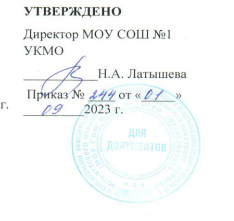 УТВЕРЖДЕНО
Директор МОУ СОШ №1
УКМО
Н.А. Латышева
Приказ № 244 от «01»
г. 09 2023 г.
ДЛЯ
ДОКУМЕНТОВ